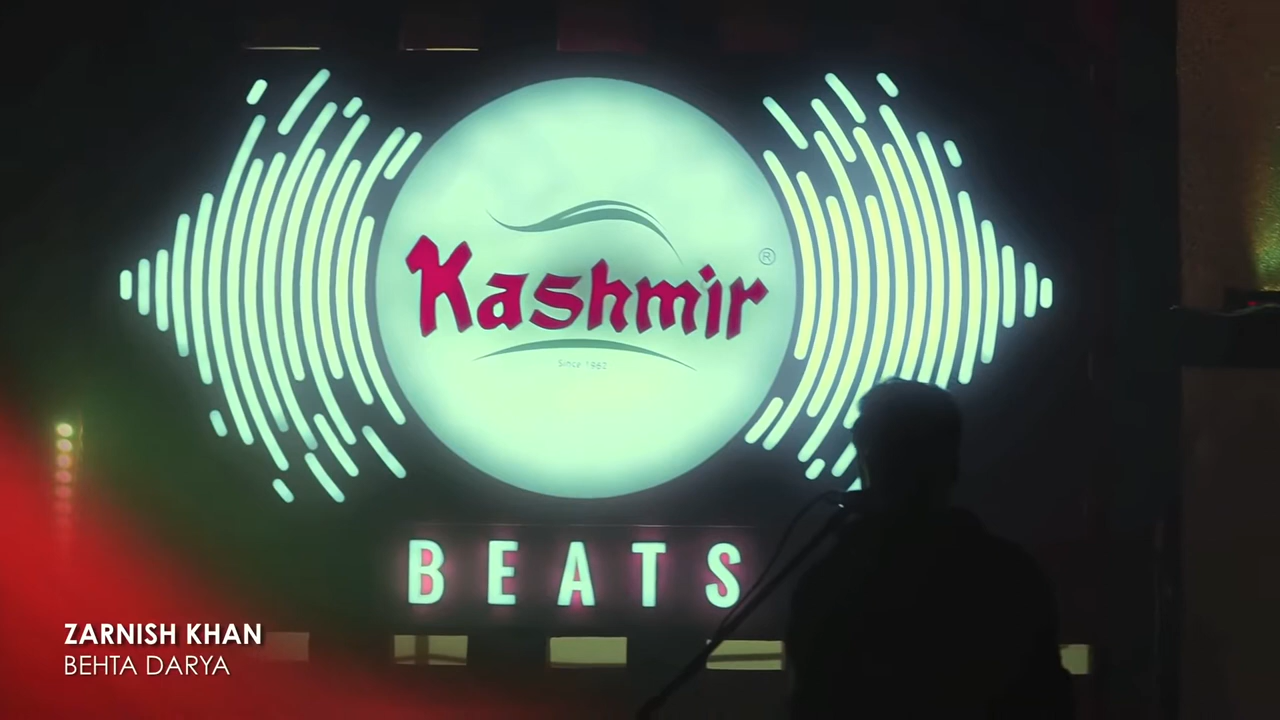 Kashmir ®
Since 1962
BEATS
ZARNISH KHAN
BEHTA DARYA